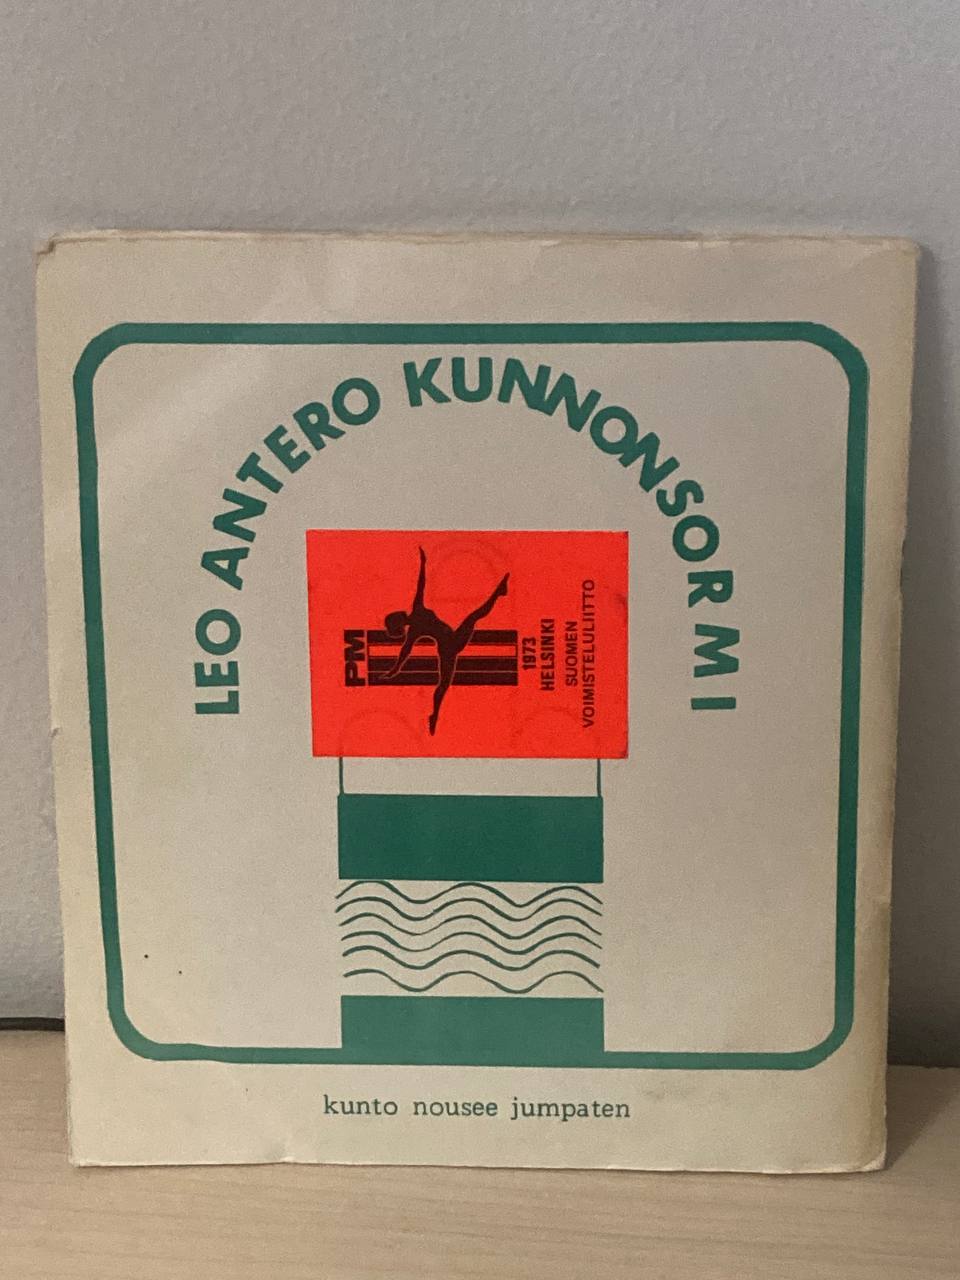 LEO ANTERO KUNNONSORMI
PM
1973
HELSINKI
SUOMEN
VOIMISTELULIITTO
kunto nousee jumpaten